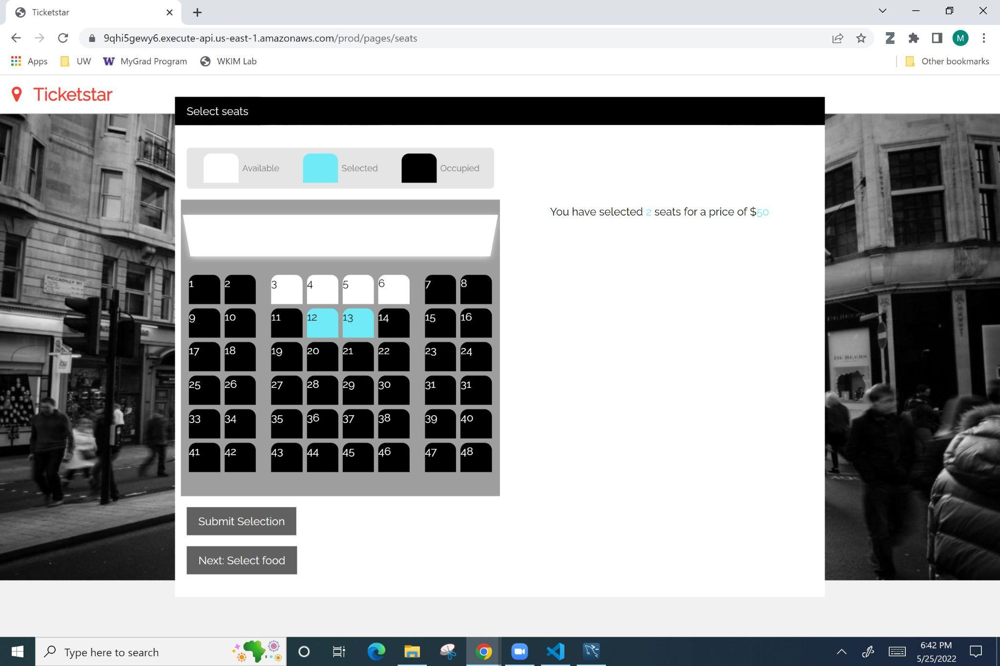 Ticketstar
9qhi5gewy6.execute-api.us-east-1.amazonaws.com/prod/pages/seats
M
Apps UW MyGrad Program WKIM Lab Other bookmarks
Ticketstar
Select seats
Available Selected Occupied
You have selected 2 seats for a price of $50
1 2 3 4 5 6 7 8
9 10 11 12 13 14 15 16
17 18 19 20 21 22 23 24
25 26 27 28 29 30 31 31
33 34 35 36 37 38 39 40
41 42 43 44 45 46 47 48
PICCADILLY W1
itsu
DE BEERS
Submit Selection
Next: Select food
Type here to search
6:42 PM
5/25/2022